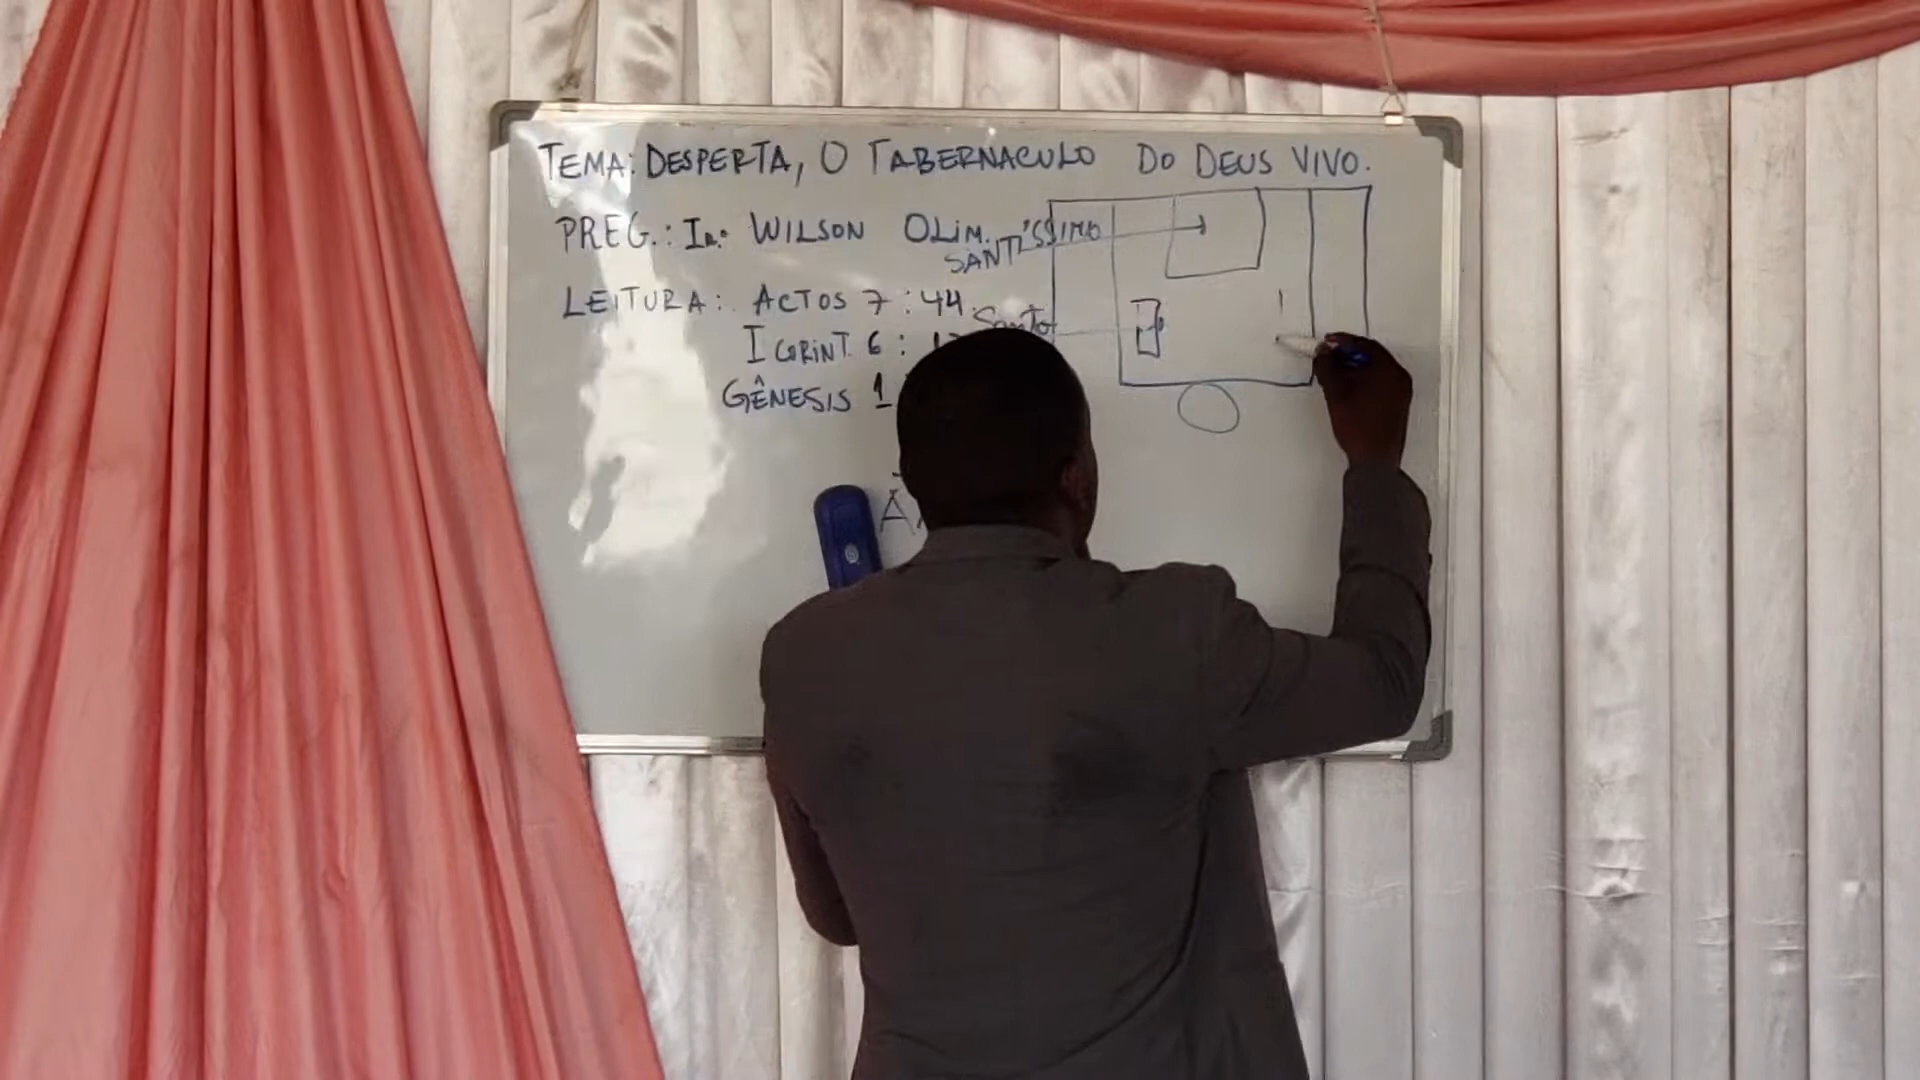 TEMA: DESPERTA, O TABERNACULO DO DEUS VIVO.
PREG.: Ir.: WILSON OLIM.
SANTÍSSIMO
LEITURA: ACTOS 7 : 44
Santo
I CORINT. 6 :
GÊNESIS 1